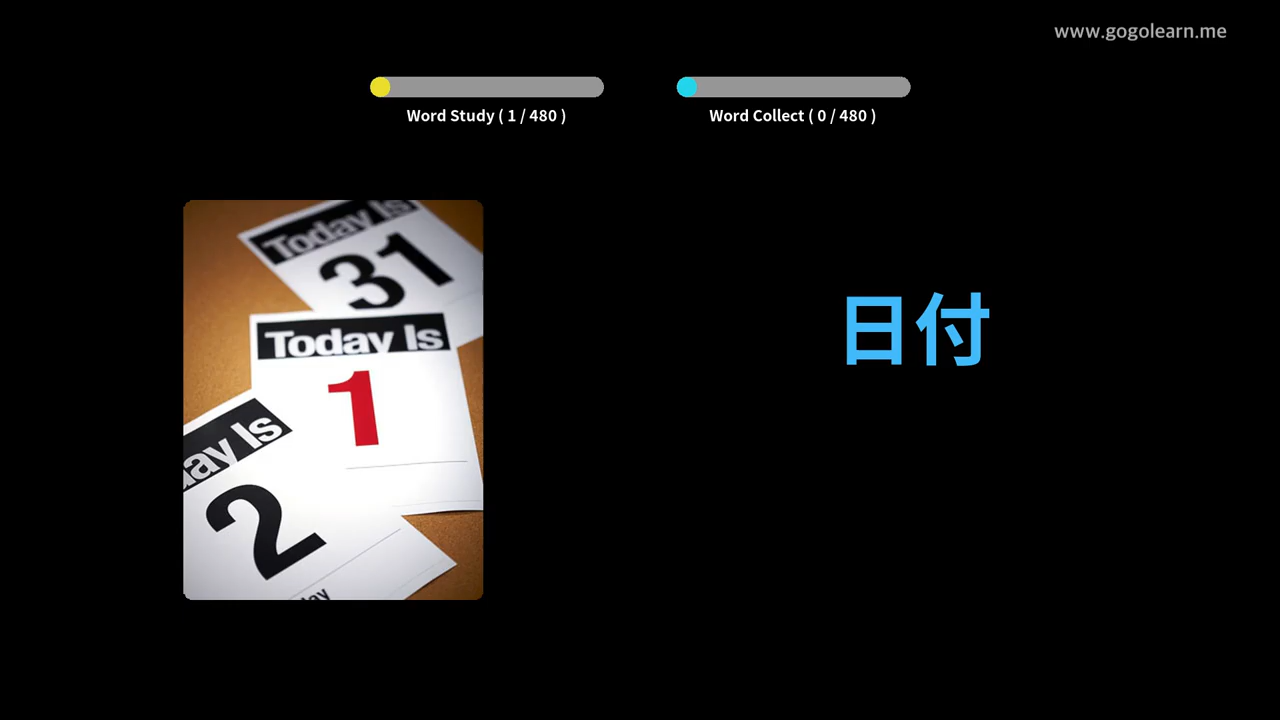 www.gogolearn.me
Word Study ( 1 / 480 )
Word Collect ( 0 / 480 )
Today Is
31
Today Is
1
day Is
2
日付